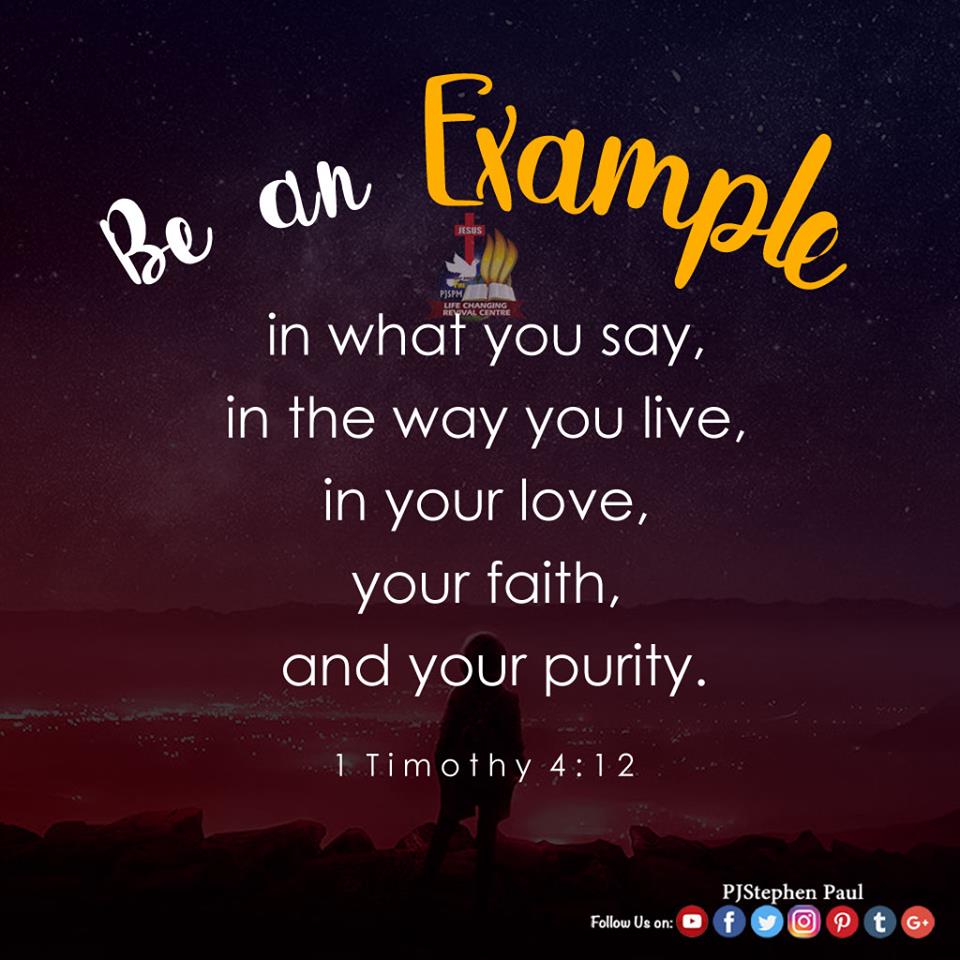 Be an Example
JESUS
PJSPM
LIFE CHANGING
REVIVAL CENTRE
in what you say,
in the way you live,
in your love,
your faith,
and your purity.
1 Timothy 4:12
PJStephen Paul
Follow Us on: